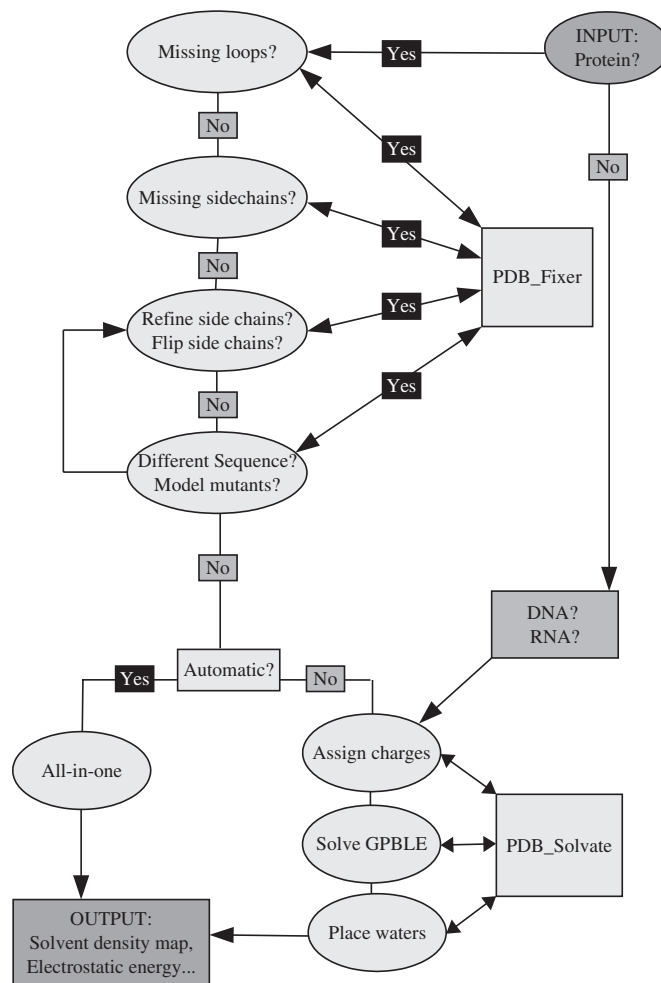 Missing loops?
Yes
INPUT:
Protein?
No
Yes
No
Missing sidechains?
Yes
PDB_Fixer
No
Refine side chains?
Flip side chains?
Yes
No
Yes
Different Sequence?
Model mutants?
No
DNA?
RNA?
Automatic?
Yes
No
Assign charges
All-in-one
Solve GPBLE
PDB_Solvate
OUTPUT:
Solvent density map,
Electrostatic energy...
Place waters